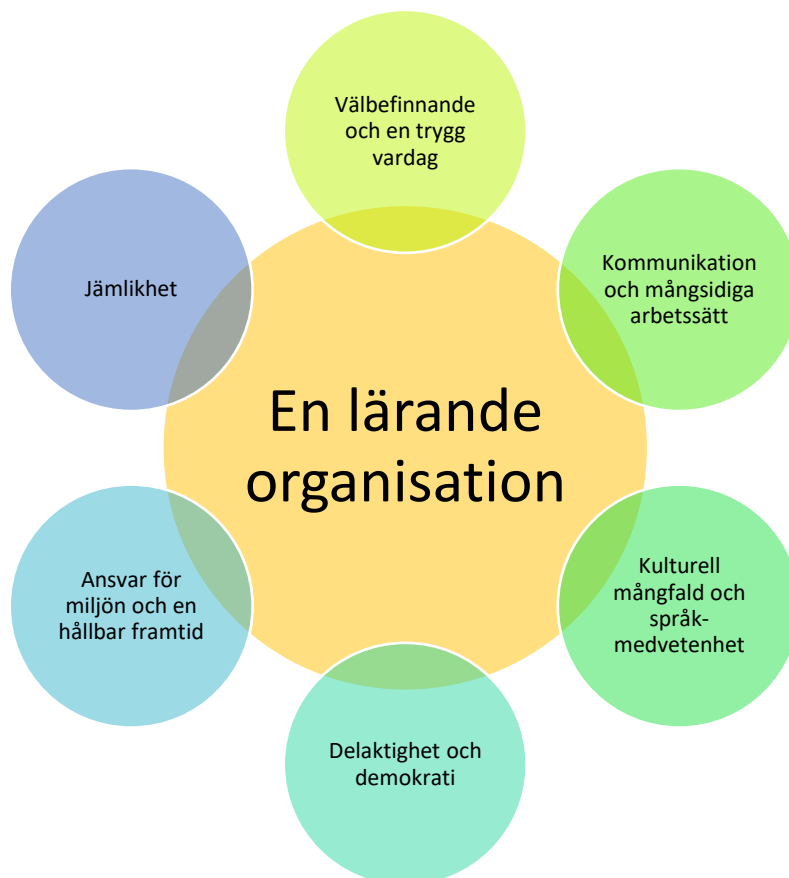 Välbefinnande
och en trygg
vardag
Jämlikhet
Kommunikation
och mångsidiga
arbetssätt
En lärande
organisation
Ansvar för
miljön och en
hållbar framtid
Kulturell
mångfald och
språk-
medvetenhet
Delaktighet och
demokrati